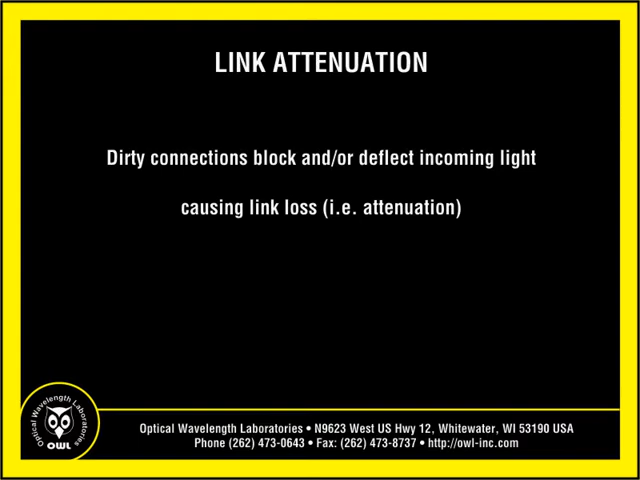 LINK ATTENUATION
Dirty connections block and/or deflect incoming light
causing link loss (i.e. attenuation)
Optical Wavelength Laboratories
OWL
Optical Wavelength Laboratories • N9623 West US Hwy 12, Whitewater, WI 53190 USA
Phone (262) 473-0643 • Fax: (262) 473-8737 • http://owl-inc.com